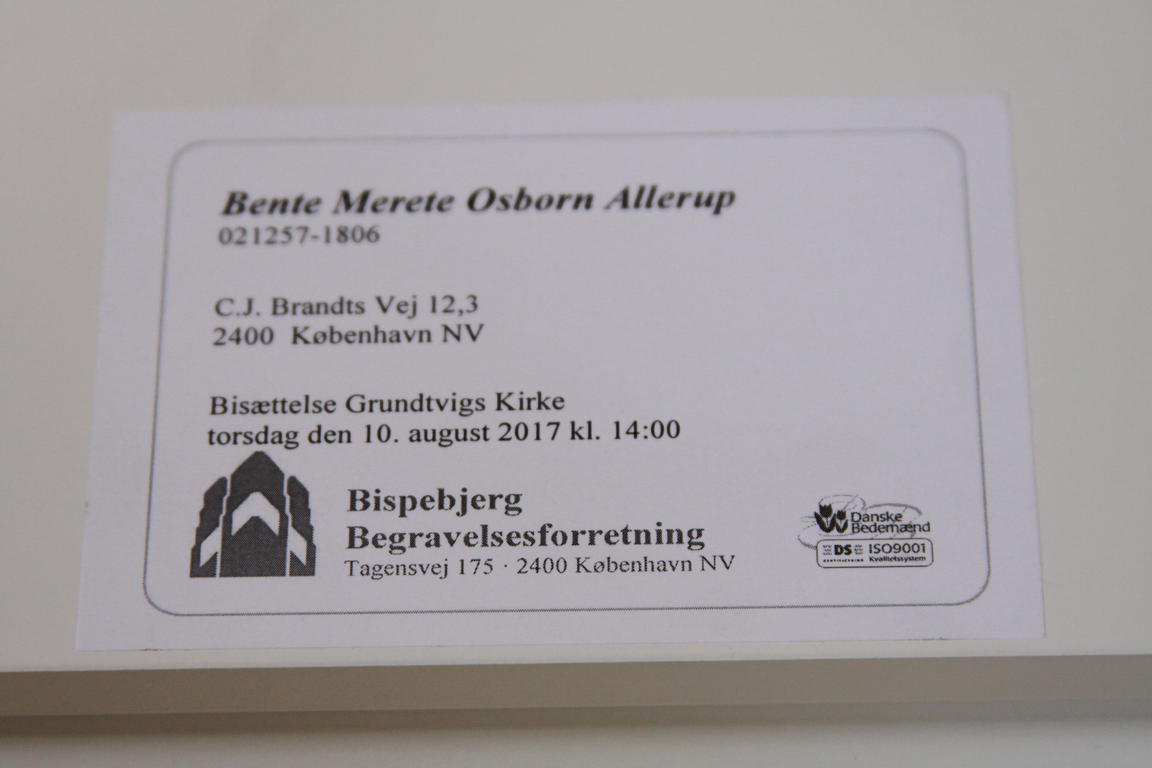 Bente Merete Osborn Allerup
021257-1806
C.J. Brandts Vej 12,3
2400 København NV
Bisættelse Grundtvigs Kirke
torsdag den 10. august 2017 kl. 14:00
Bispebjerg
Begravelsesforretning
Tagensvej 175 · 2400 København NV
Danske
Bedemænd
DS ISO9001
Kvalitetssystem